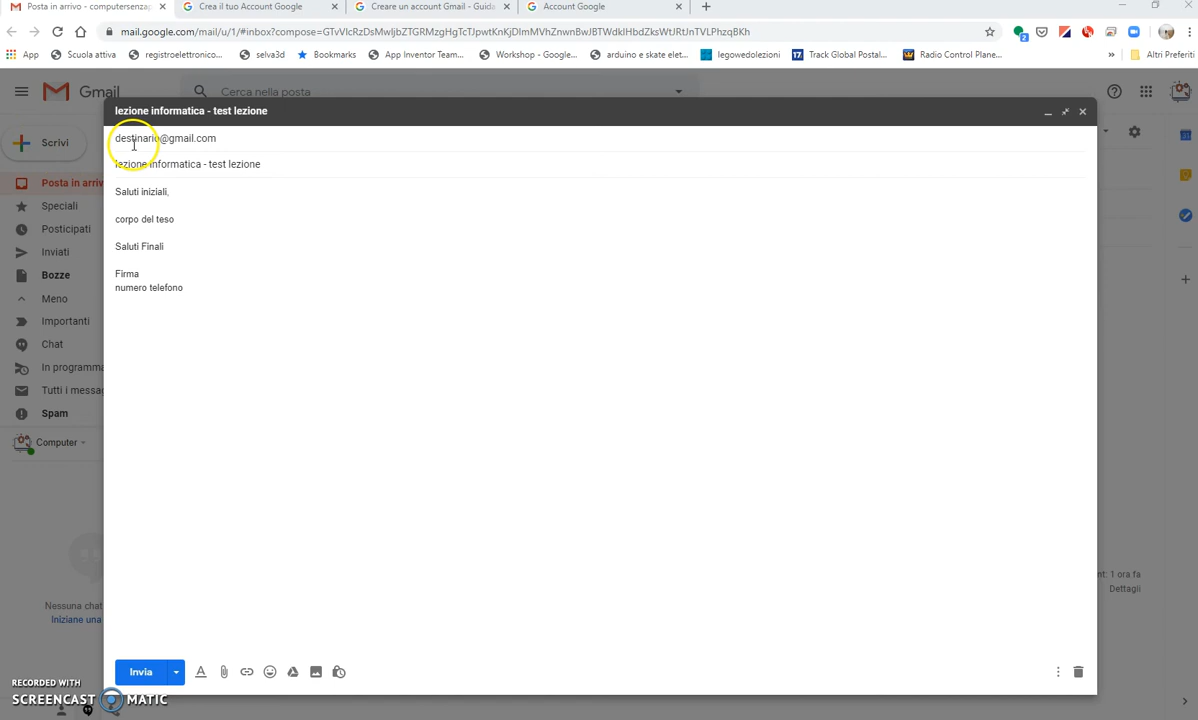 Posta in arrivo - computersenzap
Crea il tuo Account Google
Creare un account Gmail - Guida
Account Google
mail.google.com/mail/u/1/#inbox?compose=GTvVlcRzDsMwljbZTGRMzgHgTcTJpwtKnKjDlmMVhZnwnBwJBTWdklHbdZksWtJRtJnTVLPhzqBKh
App
Scuola attiva
registroelettronico...
selva3d
Bookmarks
App Inventor Team...
Workshop - Google...
arduino e skate elet...
legowedolezioni
17 Track Global Postal...
Radio Control Plane...
»
Altri Preferiti
Gmail
Cerca nella posta
lezione informatica - test lezione
Scrivi
destinario@gmail.com
lezione informatica - test lezione
Posta in arriv
Saluti iniziali,
Speciali
corpo del teso
Posticipati
Saluti Finali
Inviati
Firma
Bozze
numero telefono
Meno
Importanti
Chat
In programma
Tutti i messag
Spam
Computer
nt: 1 ora fa
Dettagli
Nessuna chat
Iniziane una
Invia
RECORDED WITH
SCREENCAST MATIC